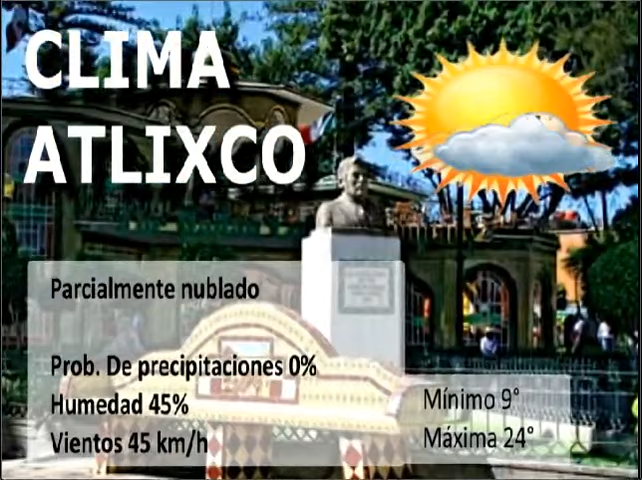 CLIMA
ATLIXCO
Parcialmente nublado
Prob. De precipitaciones 0%
Humedad 45%
Vientos 45 km/h
Mínimo 9°
Máxima 24°